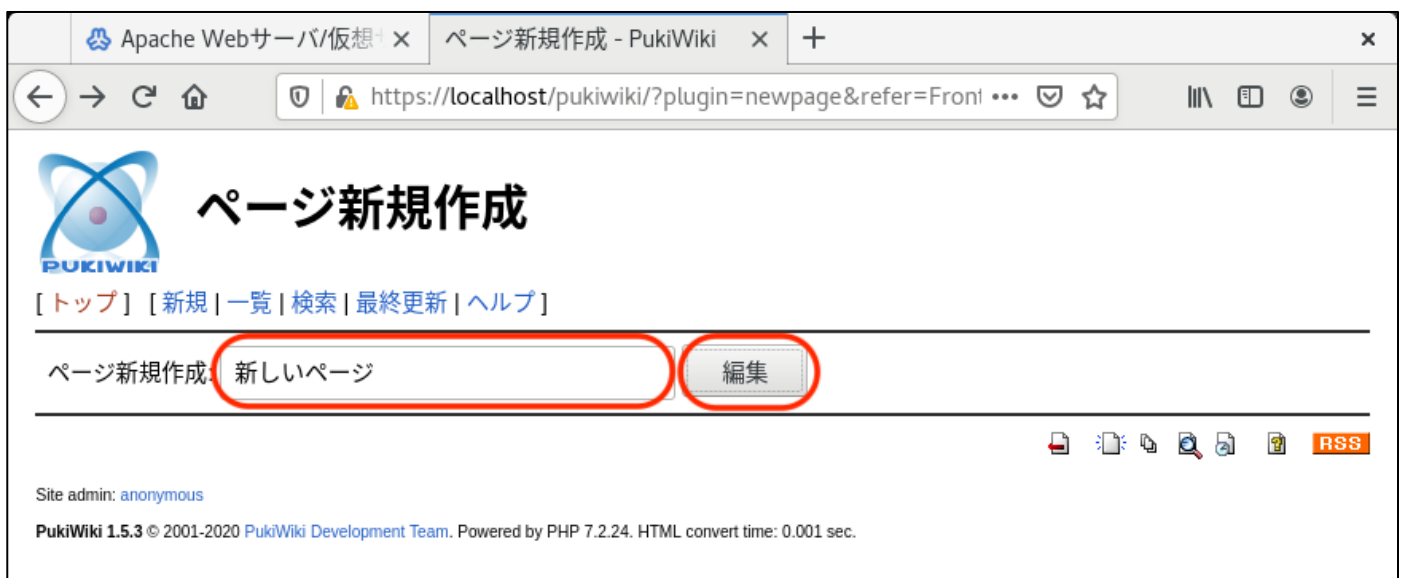 Apache Webサーバ/仮想
ページ新規作成 - PukiWiki
https://localhost/pukiwiki/?plugin=newpage&refer=Fron
ページ新規作成
PUKIWIKI
[ トップ ] [ 新規 | 一覧 | 検索 | 最終更新 | ヘルプ ]
ページ新規作成: 新しいページ 編集
RSS
Site admin: anonymous
PukiWiki 1.5.3 © 2001-2020 PukiWiki Development Team. Powered by PHP 7.2.24. HTML convert time: 0.001 sec.